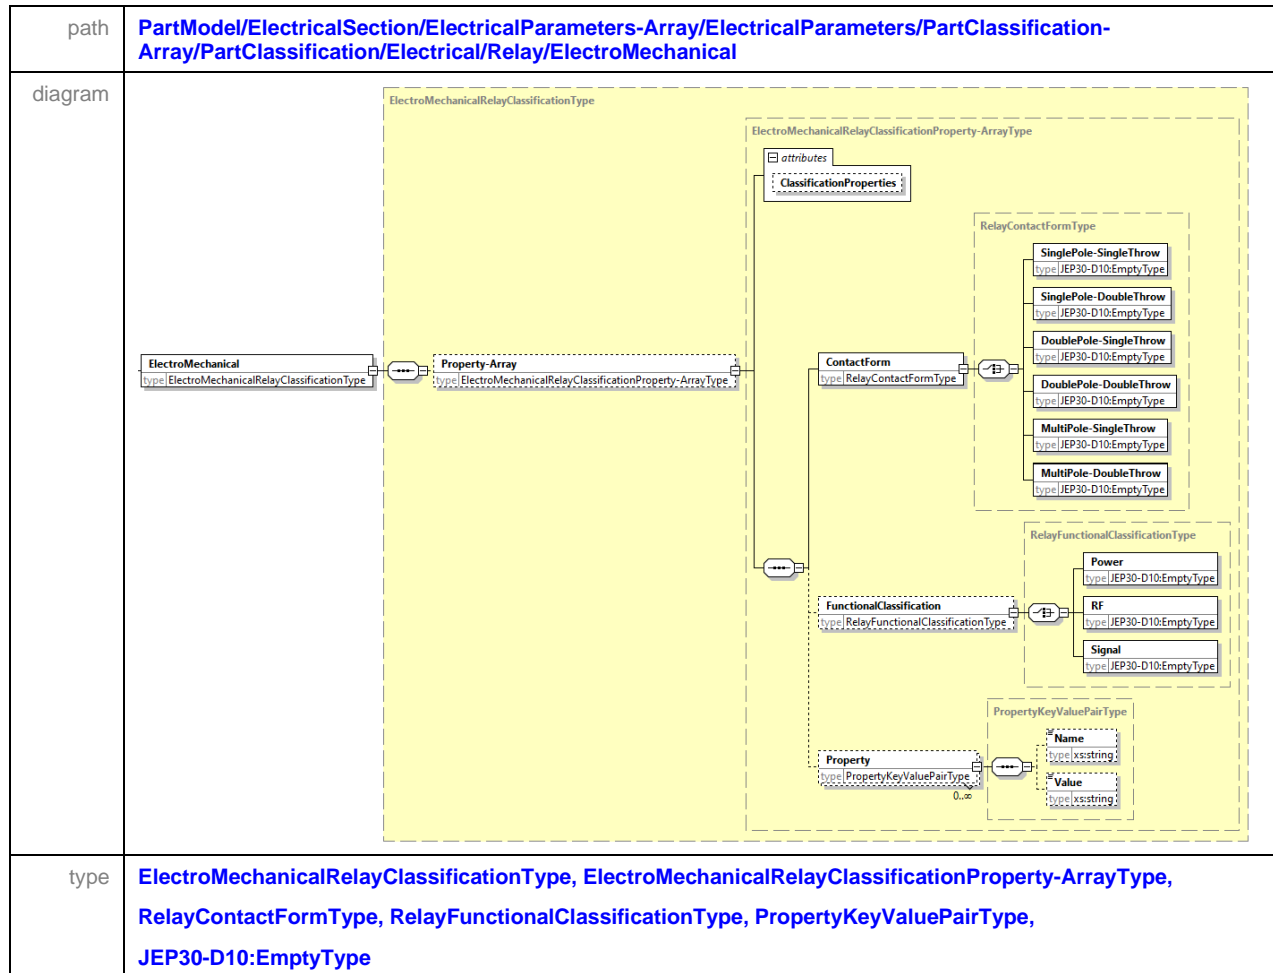 path
PartModel/ElectricalSection/ElectricalParameters-Array/ElectricalParameters/PartClassification-
Array/PartClassification/Electrical/Relay/ElectroMechanical
diagram
ElectroMechanicalRelayClassificationType
ElectroMechanicalRelayClassificationProperty-ArrayType
attributes
ClassificationProperties
RelayContactFormType
SinglePole-SingleThrow
type JEP30-D10:EmptyType
SinglePole-DoubleThrow
type JEP30-D10:EmptyType
DoublePole-SingleThrow
type JEP30-D10:EmptyType
ElectroMechanical
type ElectroMechanicalRelayClassificationType
Property-Array
type ElectroMechanicalRelayClassificationProperty-ArrayType
ContactForm
type RelayContactFormType
DoublePole-DoubleThrow
type JEP30-D10:EmptyType
MultiPole-SingleThrow
type JEP30-D10:EmptyType
MultiPole-DoubleThrow
type JEP30-D10:EmptyType
RelayFunctionalClassificationType
Power
type JEP30-D10:EmptyType
FunctionalClassification
type RelayFunctionalClassificationType
RF
type JEP30-D10:EmptyType
Signal
type JEP30-D10:EmptyType
PropertyKeyValuePairType
Name
type xs:string
Property
type PropertyKeyValuePairType
0..∞
Value
type xs:string
type
ElectroMechanicalRelayClassificationType, ElectroMechanicalRelayClassificationProperty-ArrayType,
RelayContactFormType, RelayFunctionalClassificationType, PropertyKeyValuePairType,
JEP30-D10:EmptyType